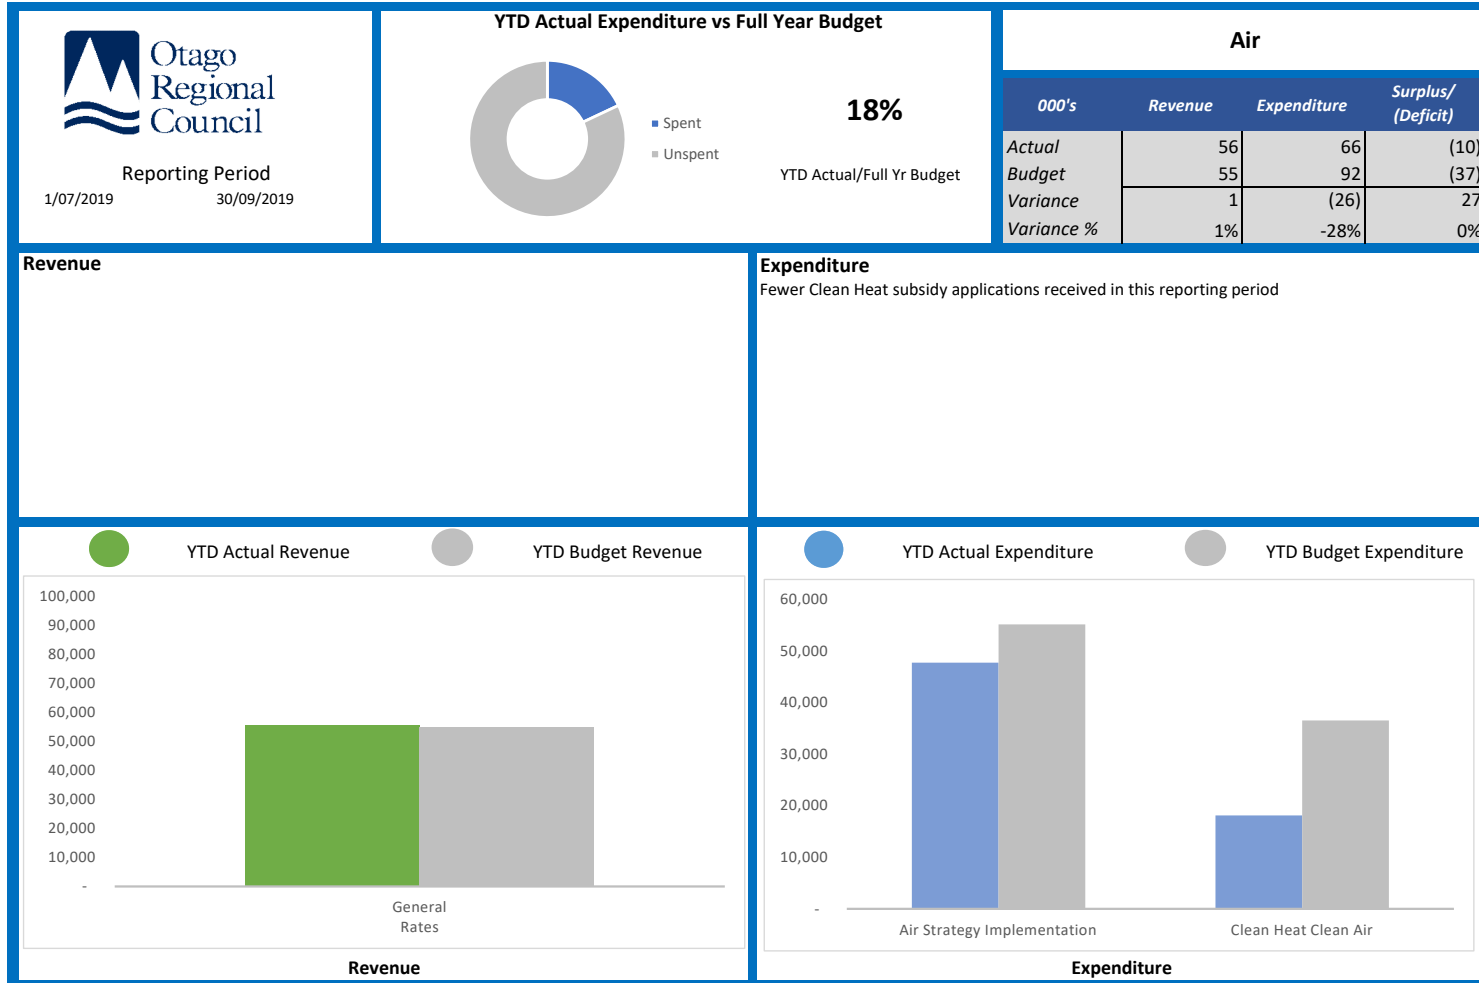 Otago
Regional
Council
Reporting Period
1/07/2019 30/09/2019
YTD Actual Expenditure vs Full Year Budget
Spent
Unspent
18%
YTD Actual/Full Yr Budget
Air
000's Revenue Expenditure Surplus/ (Deficit)
Actual 56 66 (10)
Budget 55 92 (37)
Variance 1 (26) 27
Variance % 1% -28% 0%
Revenue
Expenditure
Fewer Clean Heat subsidy applications received in this reporting period
YTD Actual Revenue YTD Budget Revenue
100,000
90,000
80,000
70,000
60,000
50,000
40,000
30,000
20,000
10,000
-
General
Rates
Revenue
YTD Actual Expenditure YTD Budget Expenditure
60,000
50,000
40,000
30,000
20,000
10,000
-
Air Strategy Implementation Clean Heat Clean Air
Expenditure